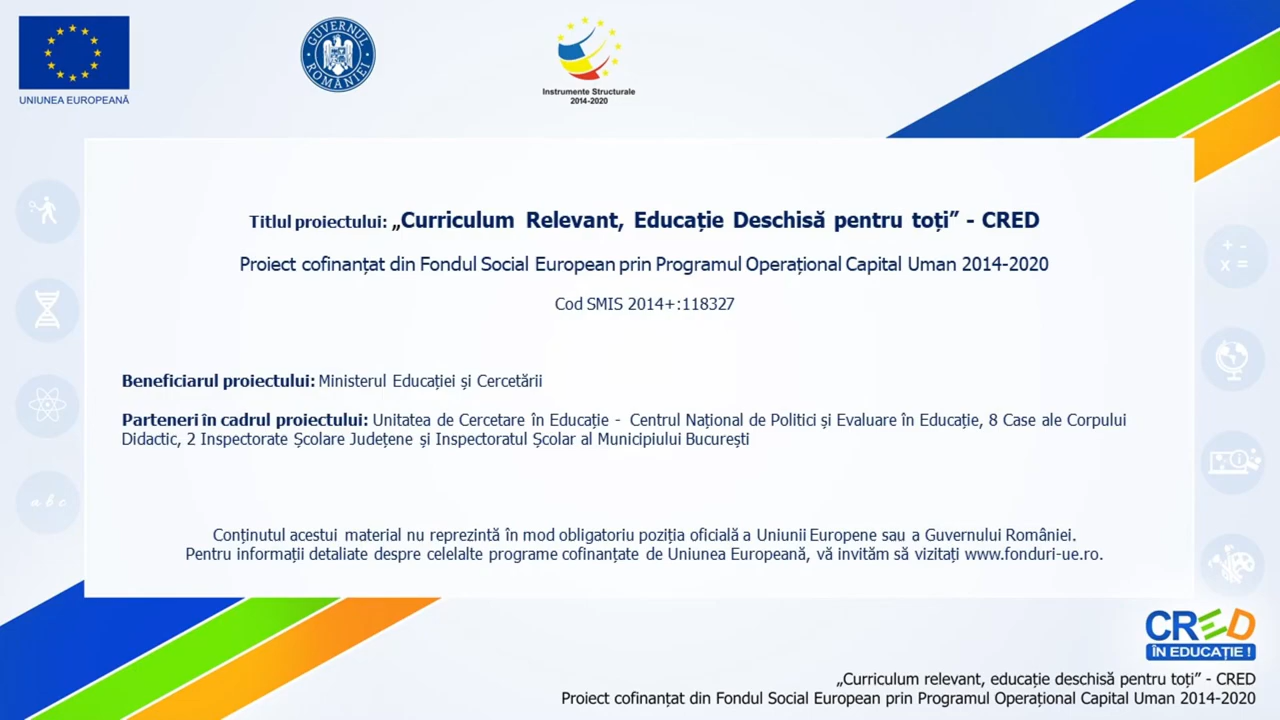 UNIUNEA EUROPEANĂ
GUVERNUL ROMÂNIEI
Instrumente Structurale
2014-2020
Titlul proiectului: „Curriculum Relevant, Educație Deschisă pentru toți” - CRED
Proiect cofinanțat din Fondul Social European prin Programul Operațional Capital Uman 2014-2020
Cod SMIS 2014+:118327
Beneficiarul proiectului: Ministerul Educației și Cercetării
Parteneri în cadrul proiectului: Unitatea de Cercetare în Educație - Centrul Național de Politici și Evaluare în Educație, 8 Case ale Corpului
Didactic, 2 Inspectorate Școlare Județene și Inspectoratul Școlar al Municipiului București
Conținutul acestui material nu reprezintă în mod obligatoriu poziția oficială a Uniunii Europene sau a Guvernului României.
Pentru informații detaliate despre celelalte programe cofinanțate de Uniunea Europeană, vă invităm să vizitați www.fonduri-ue.ro.
+ -
x =
a b c
CRED
ÎN EDUCAȚIE !
„Curriculum relevant, educație deschisă pentru toți” - CRED
Proiect cofinanțat din Fondul Social European prin Programul Operațional Capital Uman 2014-2020